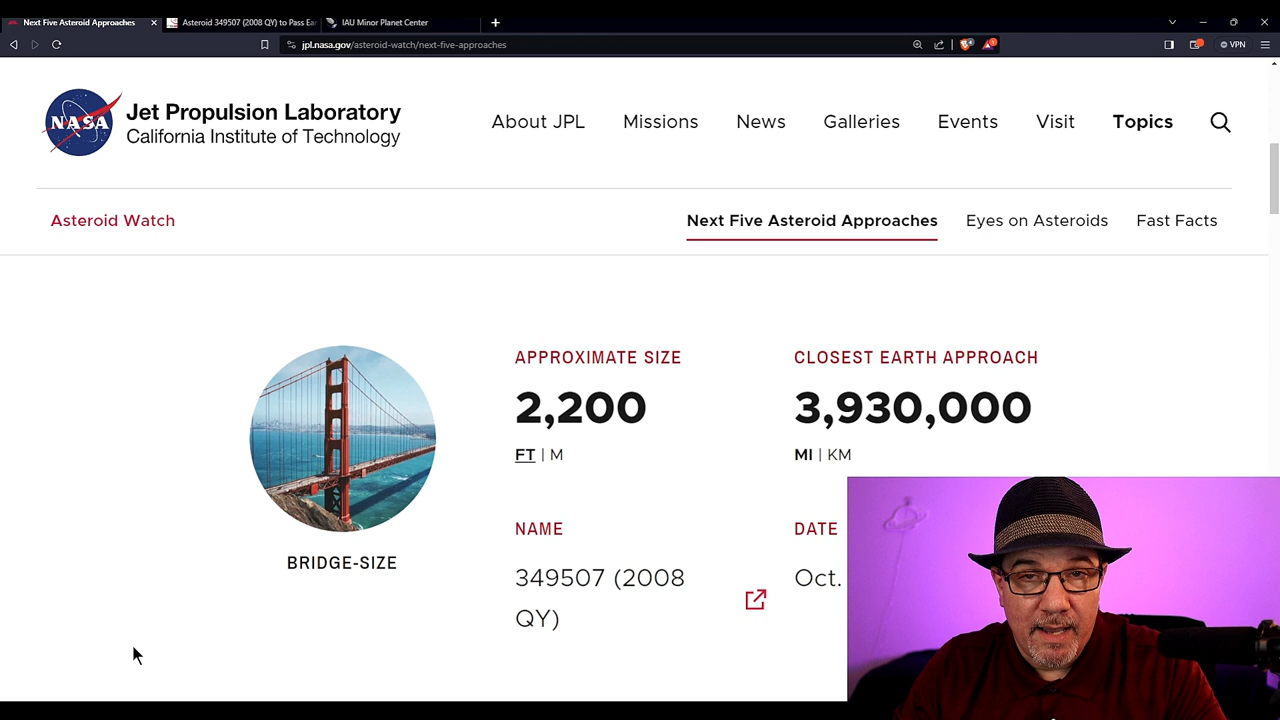 Next Five Asteroid Approaches
Asteroid 349507 (2008 QY) to Pass Ear
IAU Minor Planet Center
jpl.nasa.gov/asteroid-watch/next-five-approaches
VPN
NASA
Jet Propulsion Laboratory
California Institute of Technology
About JPL
Missions
News
Galleries
Events
Visit
Topics
Asteroid Watch
Next Five Asteroid Approaches
Eyes on Asteroids
Fast Facts
APPROXIMATE SIZE
2,200
FT | M
CLOSEST EARTH APPROACH
3,930,000
MI | KM
BRIDGE-SIZE
NAME
349507 (2008
QY)
DATE
Oct.